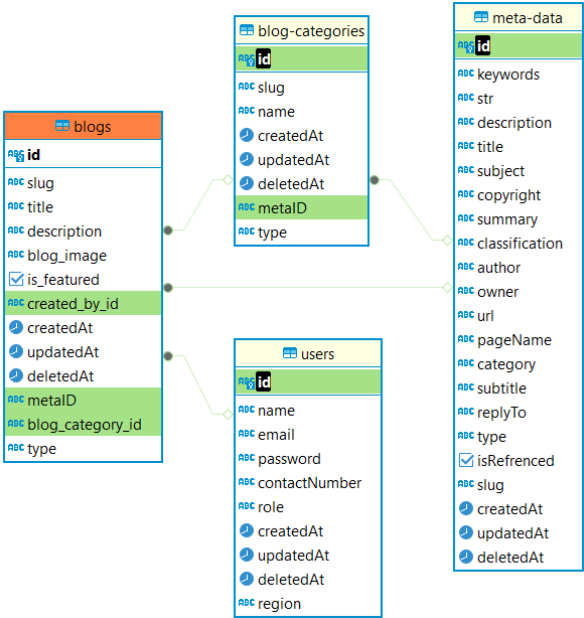 blogs
id
slug
title
description
blog_image
is_featured
created_by_id
createdAt
updatedAt
deletedAt
metaID
blog_category_id
type
blog-categories
id
slug
name
createdAt
updatedAt
deletedAt
metaID
type
users
id
name
email
password
contactNumber
role
createdAt
updatedAt
deletedAt
region
meta-data
id
keywords
str
description
title
subject
copyright
summary
classification
author
owner
url
pageName
category
subtitle
replyTo
type
isRefrenced
slug
createdAt
updatedAt
deletedAt